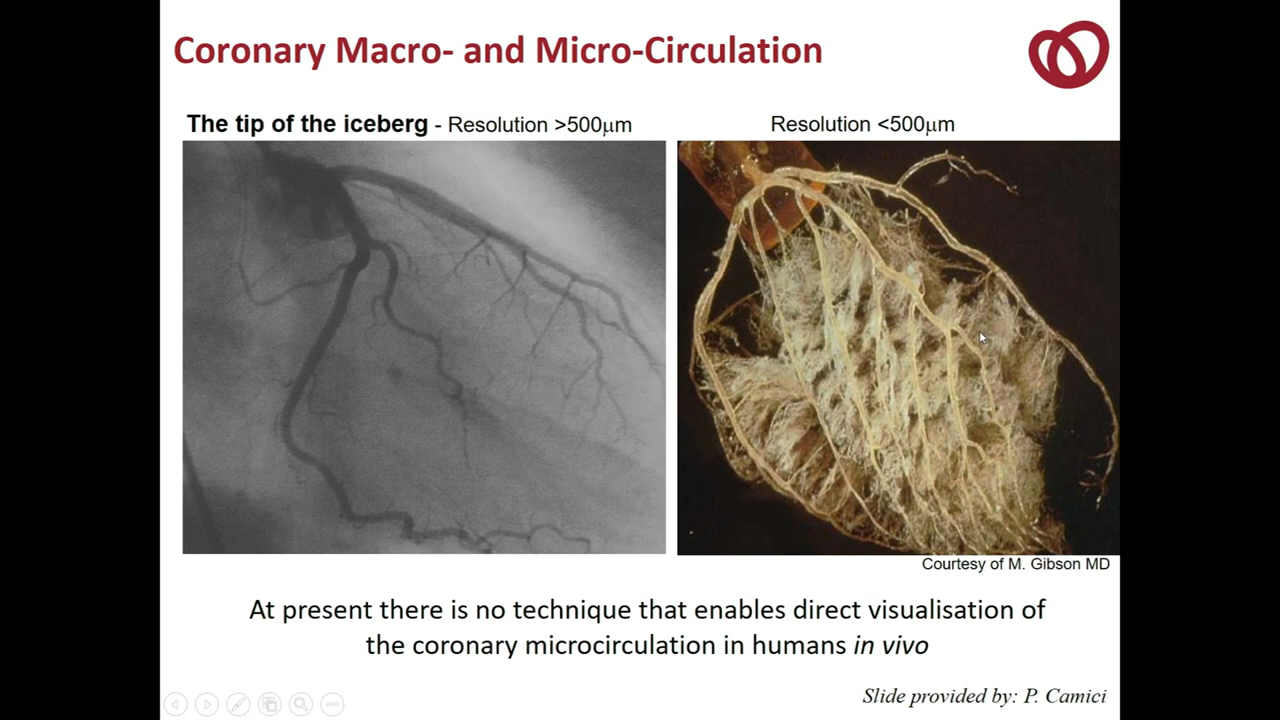 Coronary Macro- and Micro-Circulation
The tip of the iceberg - Resolution >500μm
Resolution <500μm
Courtesy of M. Gibson MD
At present there is no technique that enables direct visualisation of
the coronary microcirculation in humans in vivo
Slide provided by: P. Camici